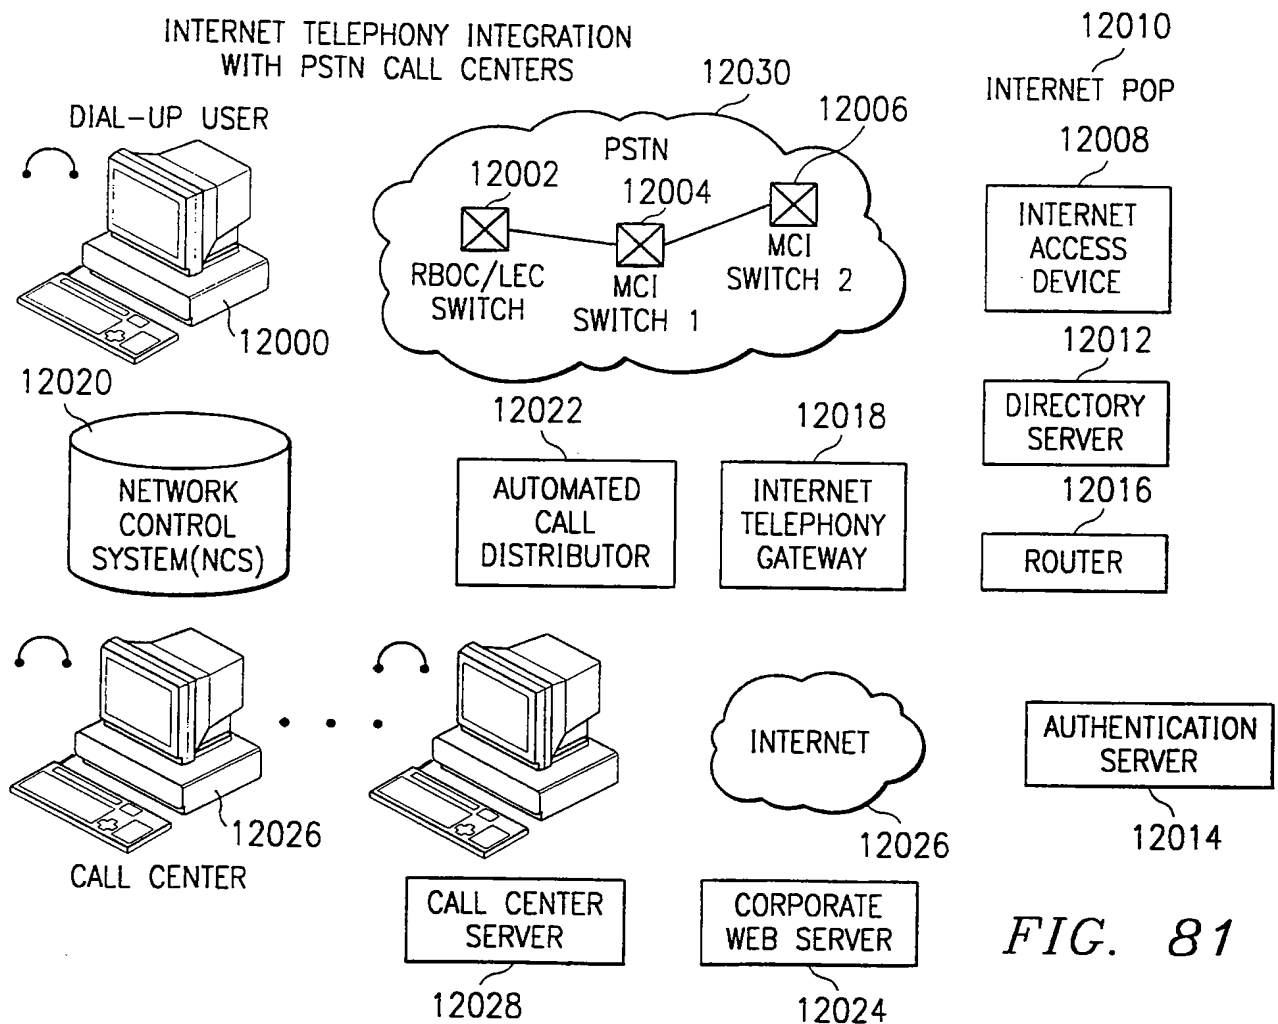 INTERNET TELEPHONY INTEGRATION
WITH PSTN CALL CENTERS
DIAL-UP USER
12000
12030
PSTN
12002
RBOC/LEC
SWITCH
12004
MCI
SWITCH 1
12006
MCI
SWITCH 2
12010
INTERNET POP
12008
INTERNET
ACCESS
DEVICE
12012
DIRECTORY
SERVER
12016
ROUTER
12020
NETWORK
CONTROL
SYSTEM(NCS)
12022
AUTOMATED
CALL
DISTRIBUTOR
12018
INTERNET
TELEPHONY
GATEWAY
12026
CALL CENTER
INTERNET
12026
AUTHENTICATION
SERVER
12014
CALL CENTER
SERVER
12028
CORPORATE
WEB SERVER
12024
FIG. 81